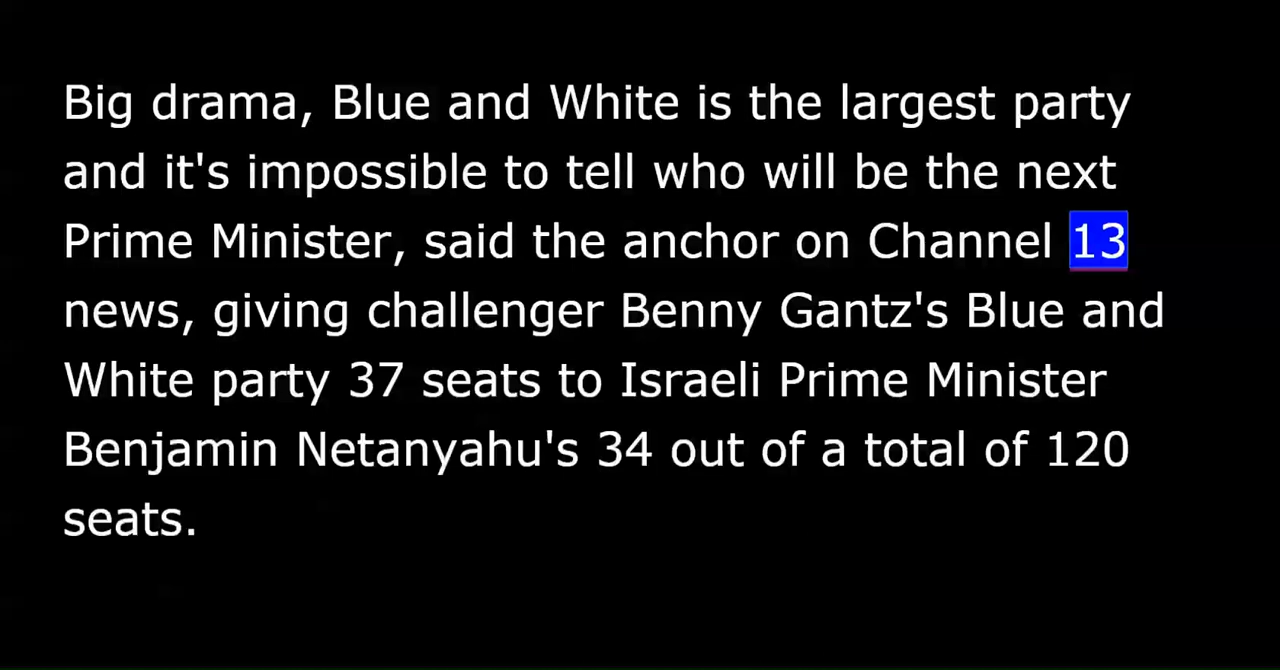 Big drama, Blue and White is the largest party
and it's impossible to tell who will be the next
Prime Minister, said the anchor on Channel 13
news, giving challenger Benny Gantz's Blue and
White party 37 seats to Israeli Prime Minister
Benjamin Netanyahu's 34 out of a total of 120
seats.